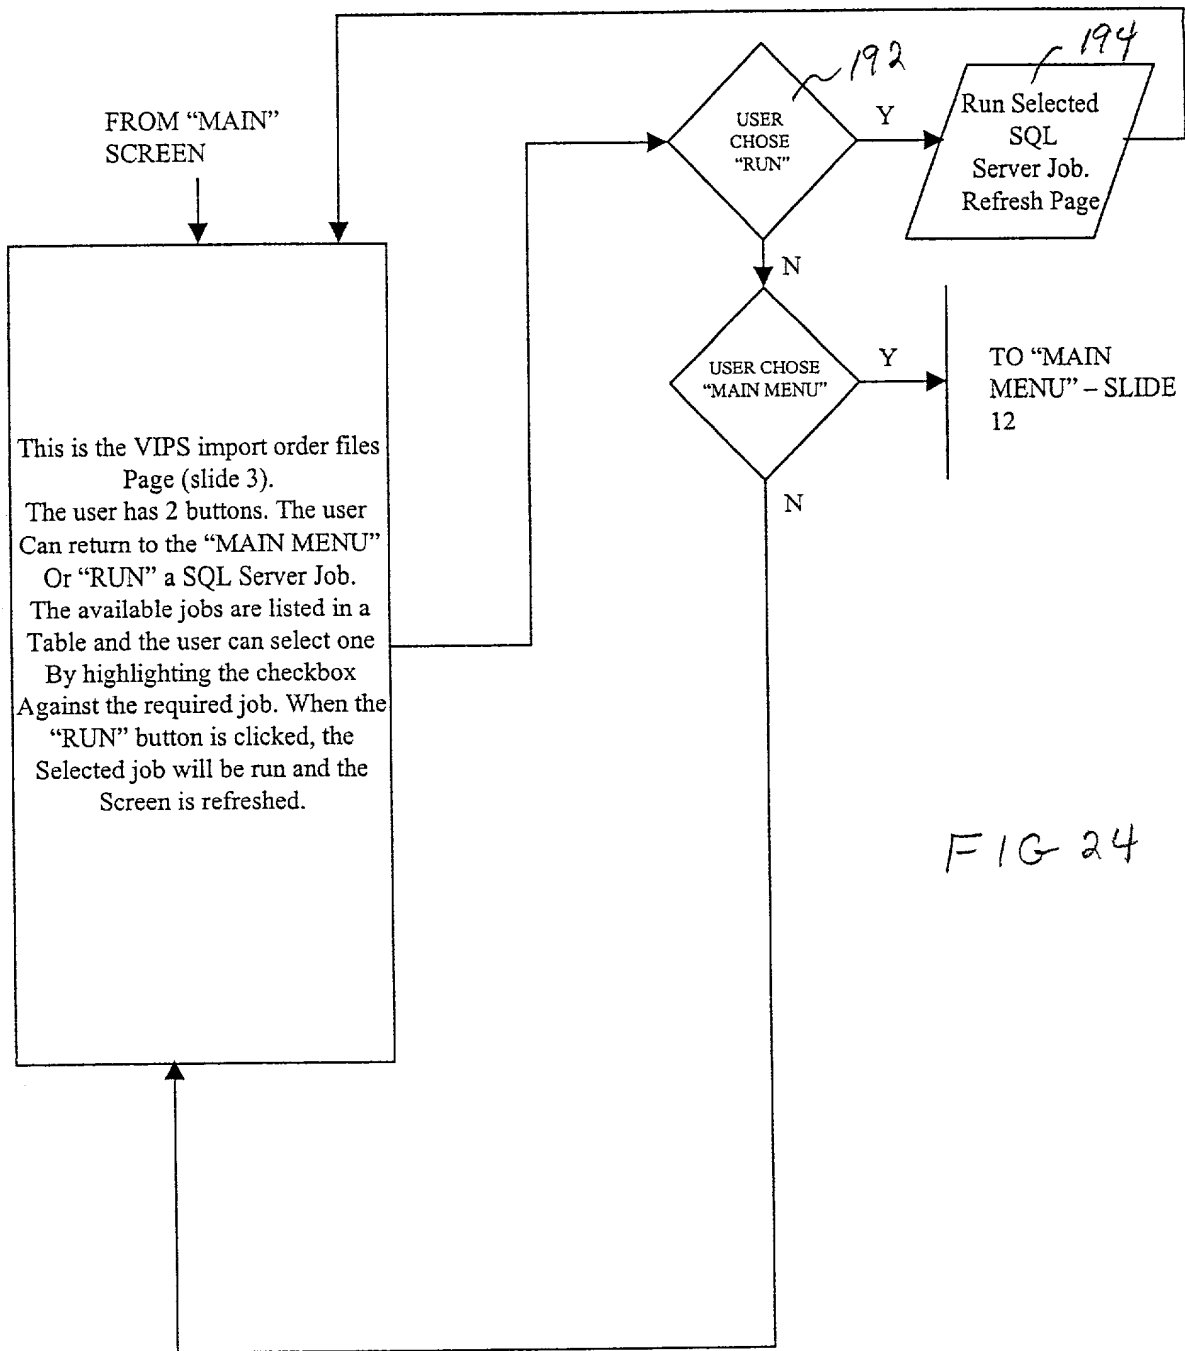 FROM “MAIN”
SCREEN
This is the VIPS import order files
Page (slide 3).
The user has 2 buttons. The user
Can return to the “MAIN MENU”
Or “RUN” a SQL Server Job.
The available jobs are listed in a
Table and the user can select one
By highlighting the checkbox
Against the required job. When the
“RUN” button is clicked, the
Selected job will be run and the
Screen is refreshed.
192
USER
CHOSE
“RUN”
Y
194
Run Selected
SQL
Server Job.
Refresh Page
N
USER CHOSE
“MAIN MENU”
Y
TO “MAIN
MENU” – SLIDE
12
N
FIG 24